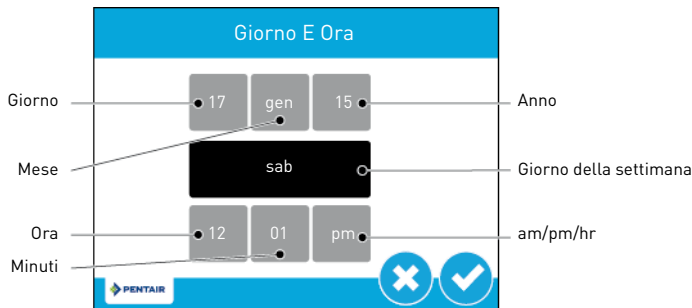 Giorno E Ora
Giorno 17 gen 15 Anno
Mese sab Giorno della settimana
Ora 12 01 pm am/pm/hr
Minuti
PENTAIR